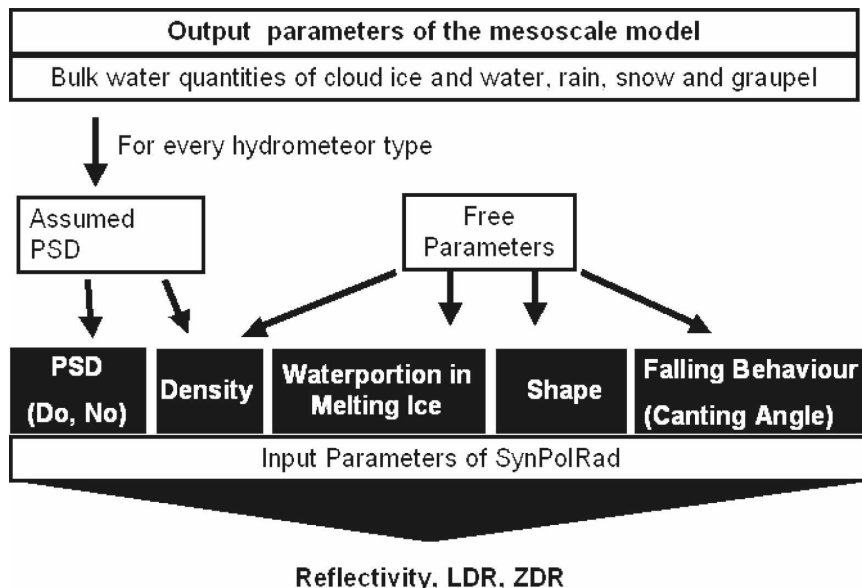 Output parameters of the mesoscale model
Bulk water quantities of cloud ice and water, rain, snow and graupel
For every hydrometeor type
Assumed
PSD
Free
Parameters
PSD
(Do, No)
Density
Waterportion in
Melting Ice
Shape
Falling Behaviour
(Canting Angle)
Input Parameters of SynPolRad
Reflectivity, LDR, ZDR